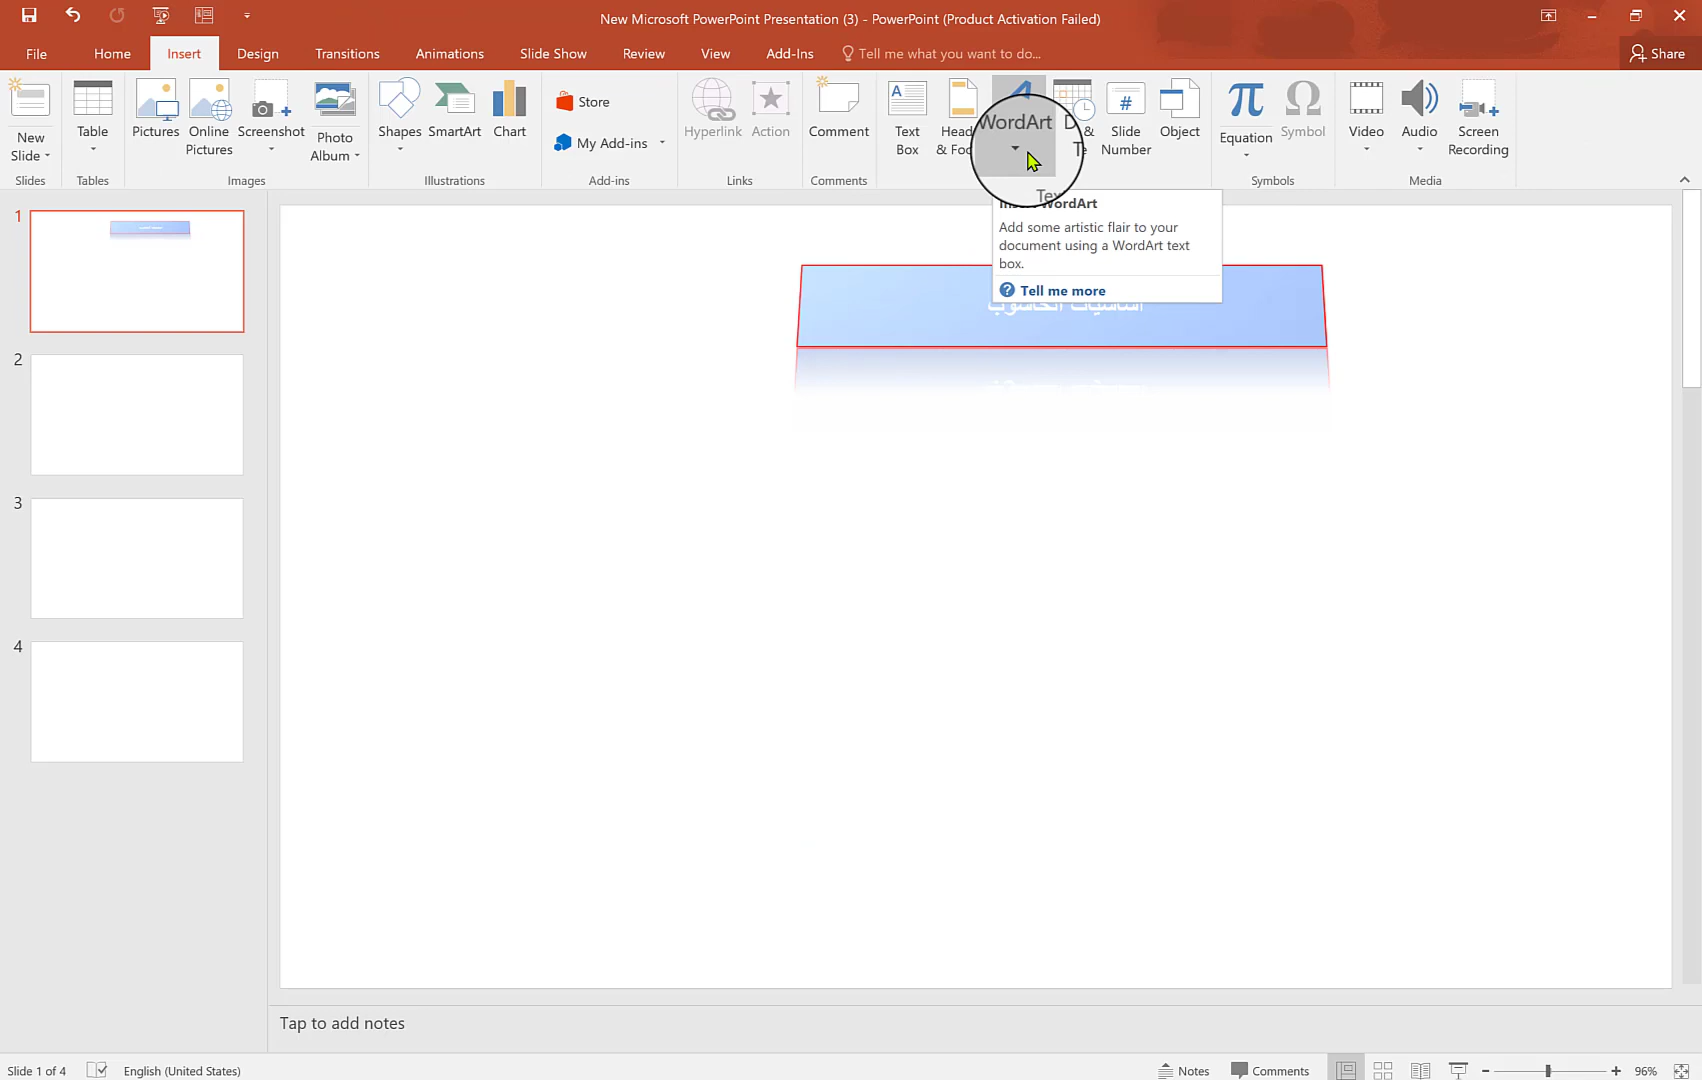 New Microsoft PowerPoint Presentation (3) - PowerPoint (Product Activation Failed)
File Home Insert Design Transitions Animations Slide Show Review View Add-Ins Tell me what you want to do... Share
New Slide
Table
Pictures
Online Pictures
Screenshot
Photo Album
Shapes
SmartArt
Chart
Store
My Add-ins
Hyperlink
Action
Comment
Text Box
WordArt
Slide Number
Object
Equation
Symbol
Video
Audio
Screen Recording
Slides Tables Images Illustrations Add-ins Links Comments Symbols Media
WordArt
Add some artistic flair to your
document using a WordArt text
box.
Tell me more
أساسيات الحاسوب
1
2
3
4
Tap to add notes
Slide 1 of 4 English (United States) Notes Comments 96%